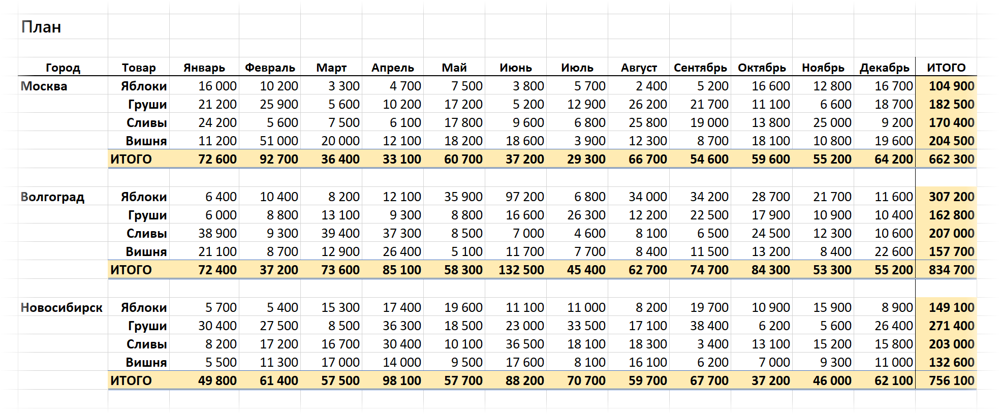 План
Город Товар Январь Февраль Март Апрель Май Июнь Июль Август Сентябрь Октябрь Ноябрь Декабрь ИТОГО
Москва Яблоки 16 000 10 200 3 300 4 700 7 500 3 800 5 700 2 400 5 200 16 600 12 800 16 700 104 900
Груши 21 200 25 900 5 600 10 200 17 200 5 200 12 900 26 200 21 700 11 100 6 600 18 700 182 500
Сливы 24 200 5 600 7 500 6 100 17 800 9 600 6 800 25 800 19 000 13 800 25 000 9 200 170 400
Вишня 11 200 51 000 20 000 12 100 18 200 18 600 3 900 12 300 8 700 18 100 10 800 19 600 204 500
ИТОГО 72 600 92 700 36 400 33 100 60 700 37 200 29 300 66 700 54 600 59 600 55 200 64 200 662 300
Волгоград Яблоки 6 400 10 400 8 200 12 100 35 900 97 200 6 800 34 000 34 200 28 700 21 700 11 600 307 200
Груши 6 000 8 800 13 100 9 300 8 800 16 600 26 300 12 200 22 500 17 900 10 900 10 400 162 800
Сливы 38 900 9 300 39 400 37 300 8 500 7 000 4 600 8 100 6 500 24 500 12 300 10 600 207 000
Вишня 21 100 8 700 12 900 26 400 5 100 11 700 7 700 8 400 11 500 13 200 8 400 22 600 157 700
ИТОГО 72 400 37 200 73 600 85 100 58 300 132 500 45 400 62 700 74 700 84 300 53 300 55 200 834 700
Новосибирск Яблоки 5 700 5 400 15 300 17 400 19 600 11 100 11 000 8 200 19 700 10 900 15 900 8 900 149 100
Груши 30 400 27 500 8 500 36 300 18 500 23 000 33 500 17 100 38 400 6 200 5 600 26 400 271 400
Сливы 8 200 17 200 16 700 30 400 10 100 36 500 18 100 18 300 3 400 13 100 15 200 15 800 203 000
Вишня 5 500 11 300 17 000 14 000 9 500 17 600 8 100 16 100 6 200 7 000 9 300 11 000 132 600
ИТОГО 49 800 61 400 57 500 98 100 57 700 88 200 70 700 59 700 67 700 37 200 46 000 62 100 756 100